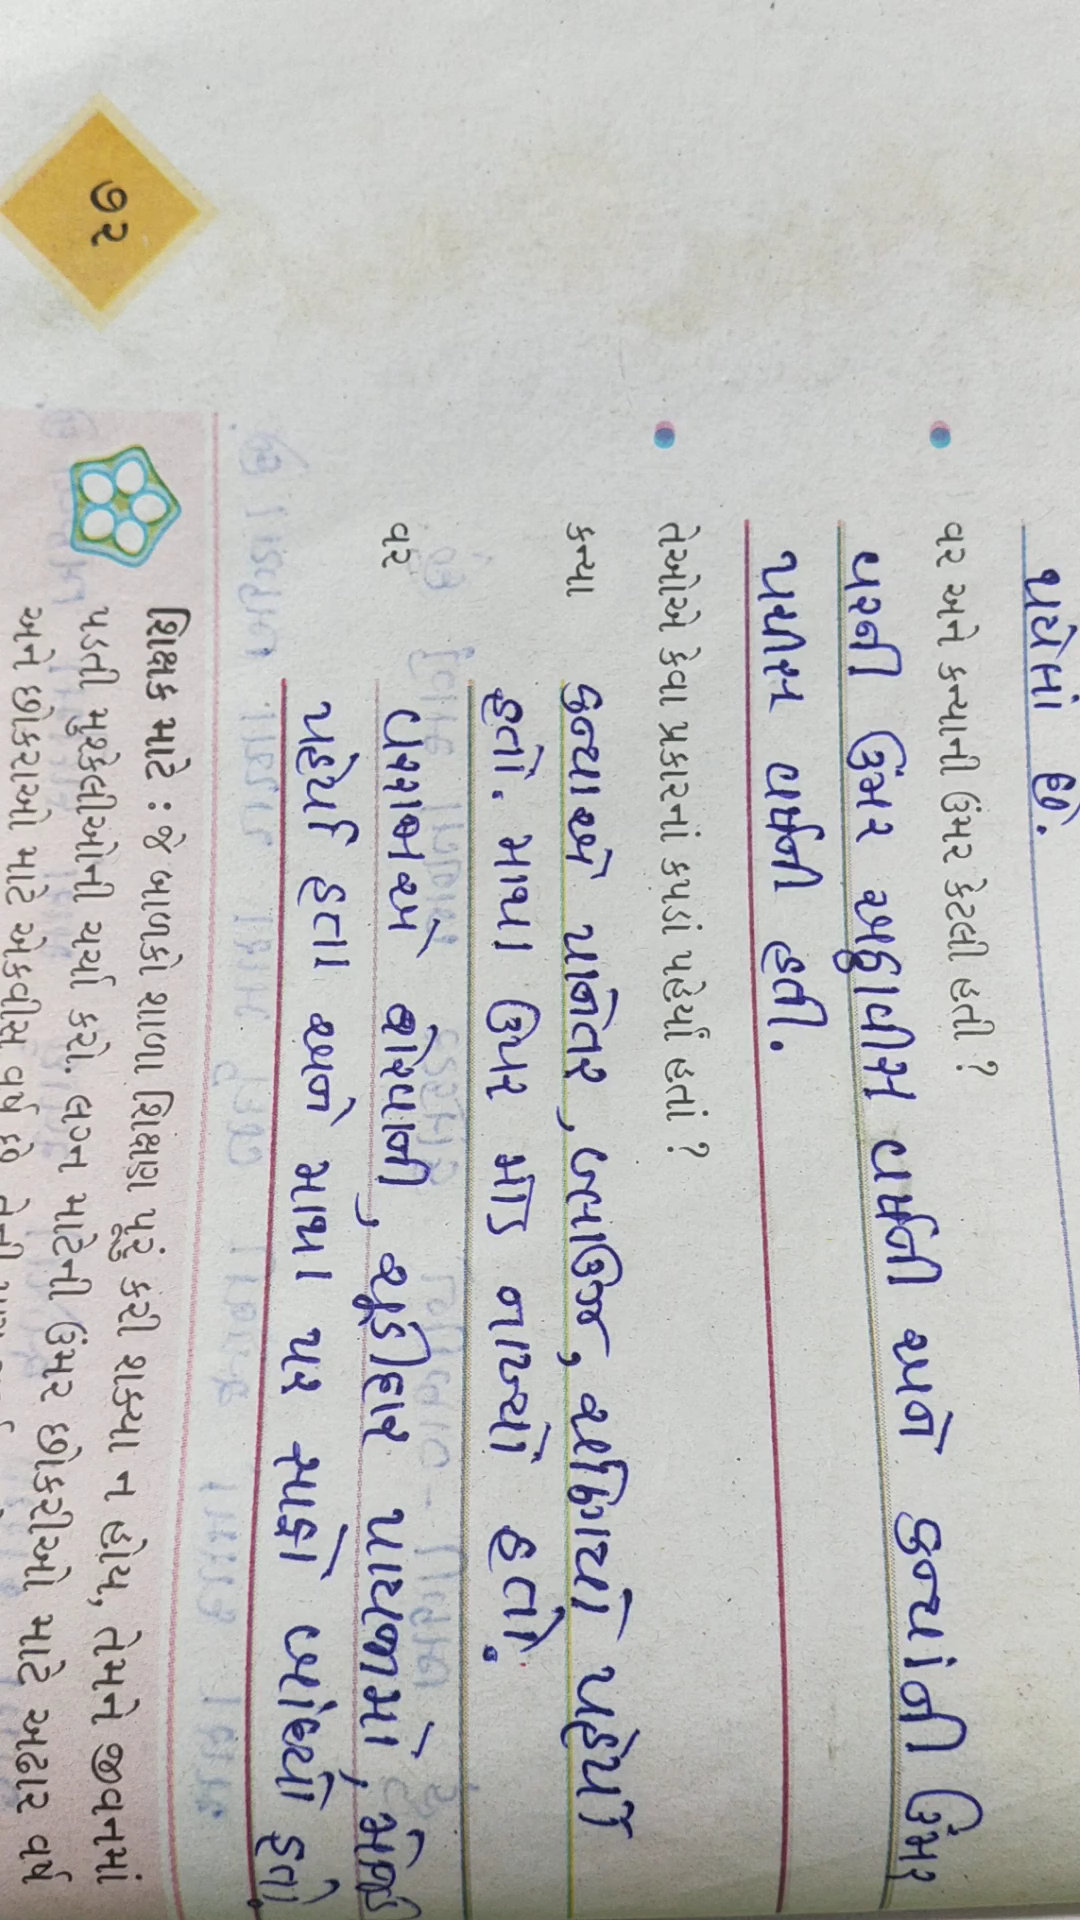 પચેમાં છે.
વર અને કન્યાની ઉંમર કેટલી હતી ?
વરની ઉંમર અઠ્ઠાવીસ વર્ષની અને કન્યાંની ઉંમર
પચીસ વર્ષની હતી.
તેઓએ કેવા પ્રકારનાં કપડાં પહેર્યાં હતાં ?
કન્યા કન્યાએ પાનેતર, બ્લાઉઝ, ચણિયો પહેર્યો
હતો. માથા ઉપર મોડ નાખ્યો હતો.
વર વરરાજાએ શેરવાની, ચૂડીદાર પાયજામો, મોજડી
પહેર્યા હતા અને માથા પર સાફો બાંધ્યો હતો.
શિક્ષક માટે : જે બાળકો શાળા શિક્ષણ પૂરું કરી શક્યા ન હોય, તેમને જીવનમાં
પડતી મુશ્કેલીઓની ચર્ચા કરો. લગ્ન માટેની ઉંમર છોકરીઓ માટે અઢાર વર્ષ
અને છોકરાઓ માટે એકવીસ વર્ષ છે
૭૨